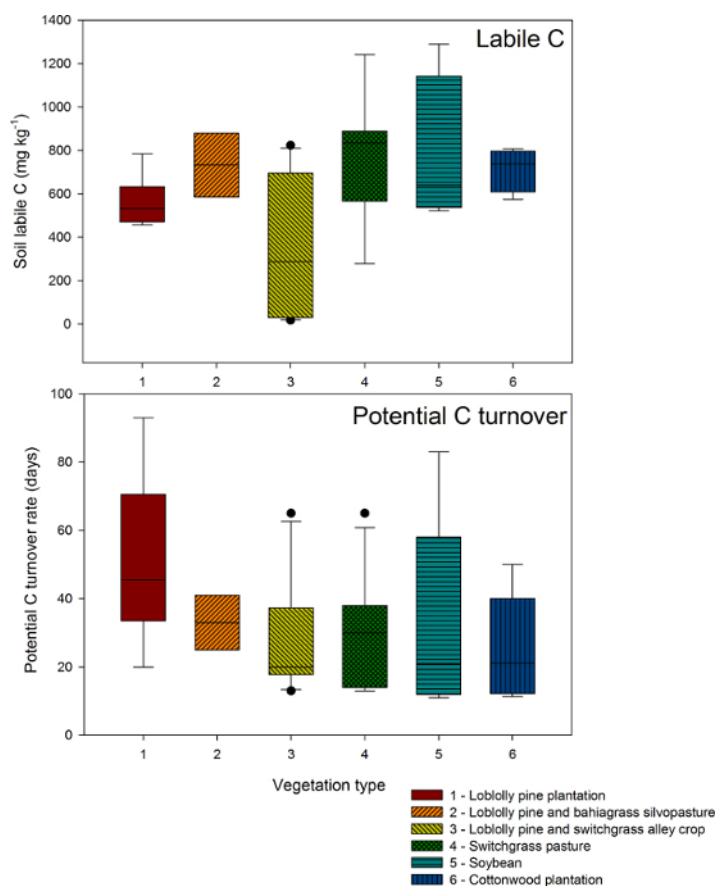 Labile C
1400
1200
1000
800
600
400
200
0
Soil labile C (mg kg⁻¹)
1 2 3 4 5 6
Potential C turnover
100
80
60
40
20
0
Potential C turnover rate (days)
1 2 3 4 5 6
Vegetation type
1 - Loblolly pine plantation
2 - Loblolly pine and bahiagrass silvopasture
3 - Loblolly pine and switchgrass alley crop
4 - Switchgrass pasture
5 - Soybean
6 - Cottonwood plantation